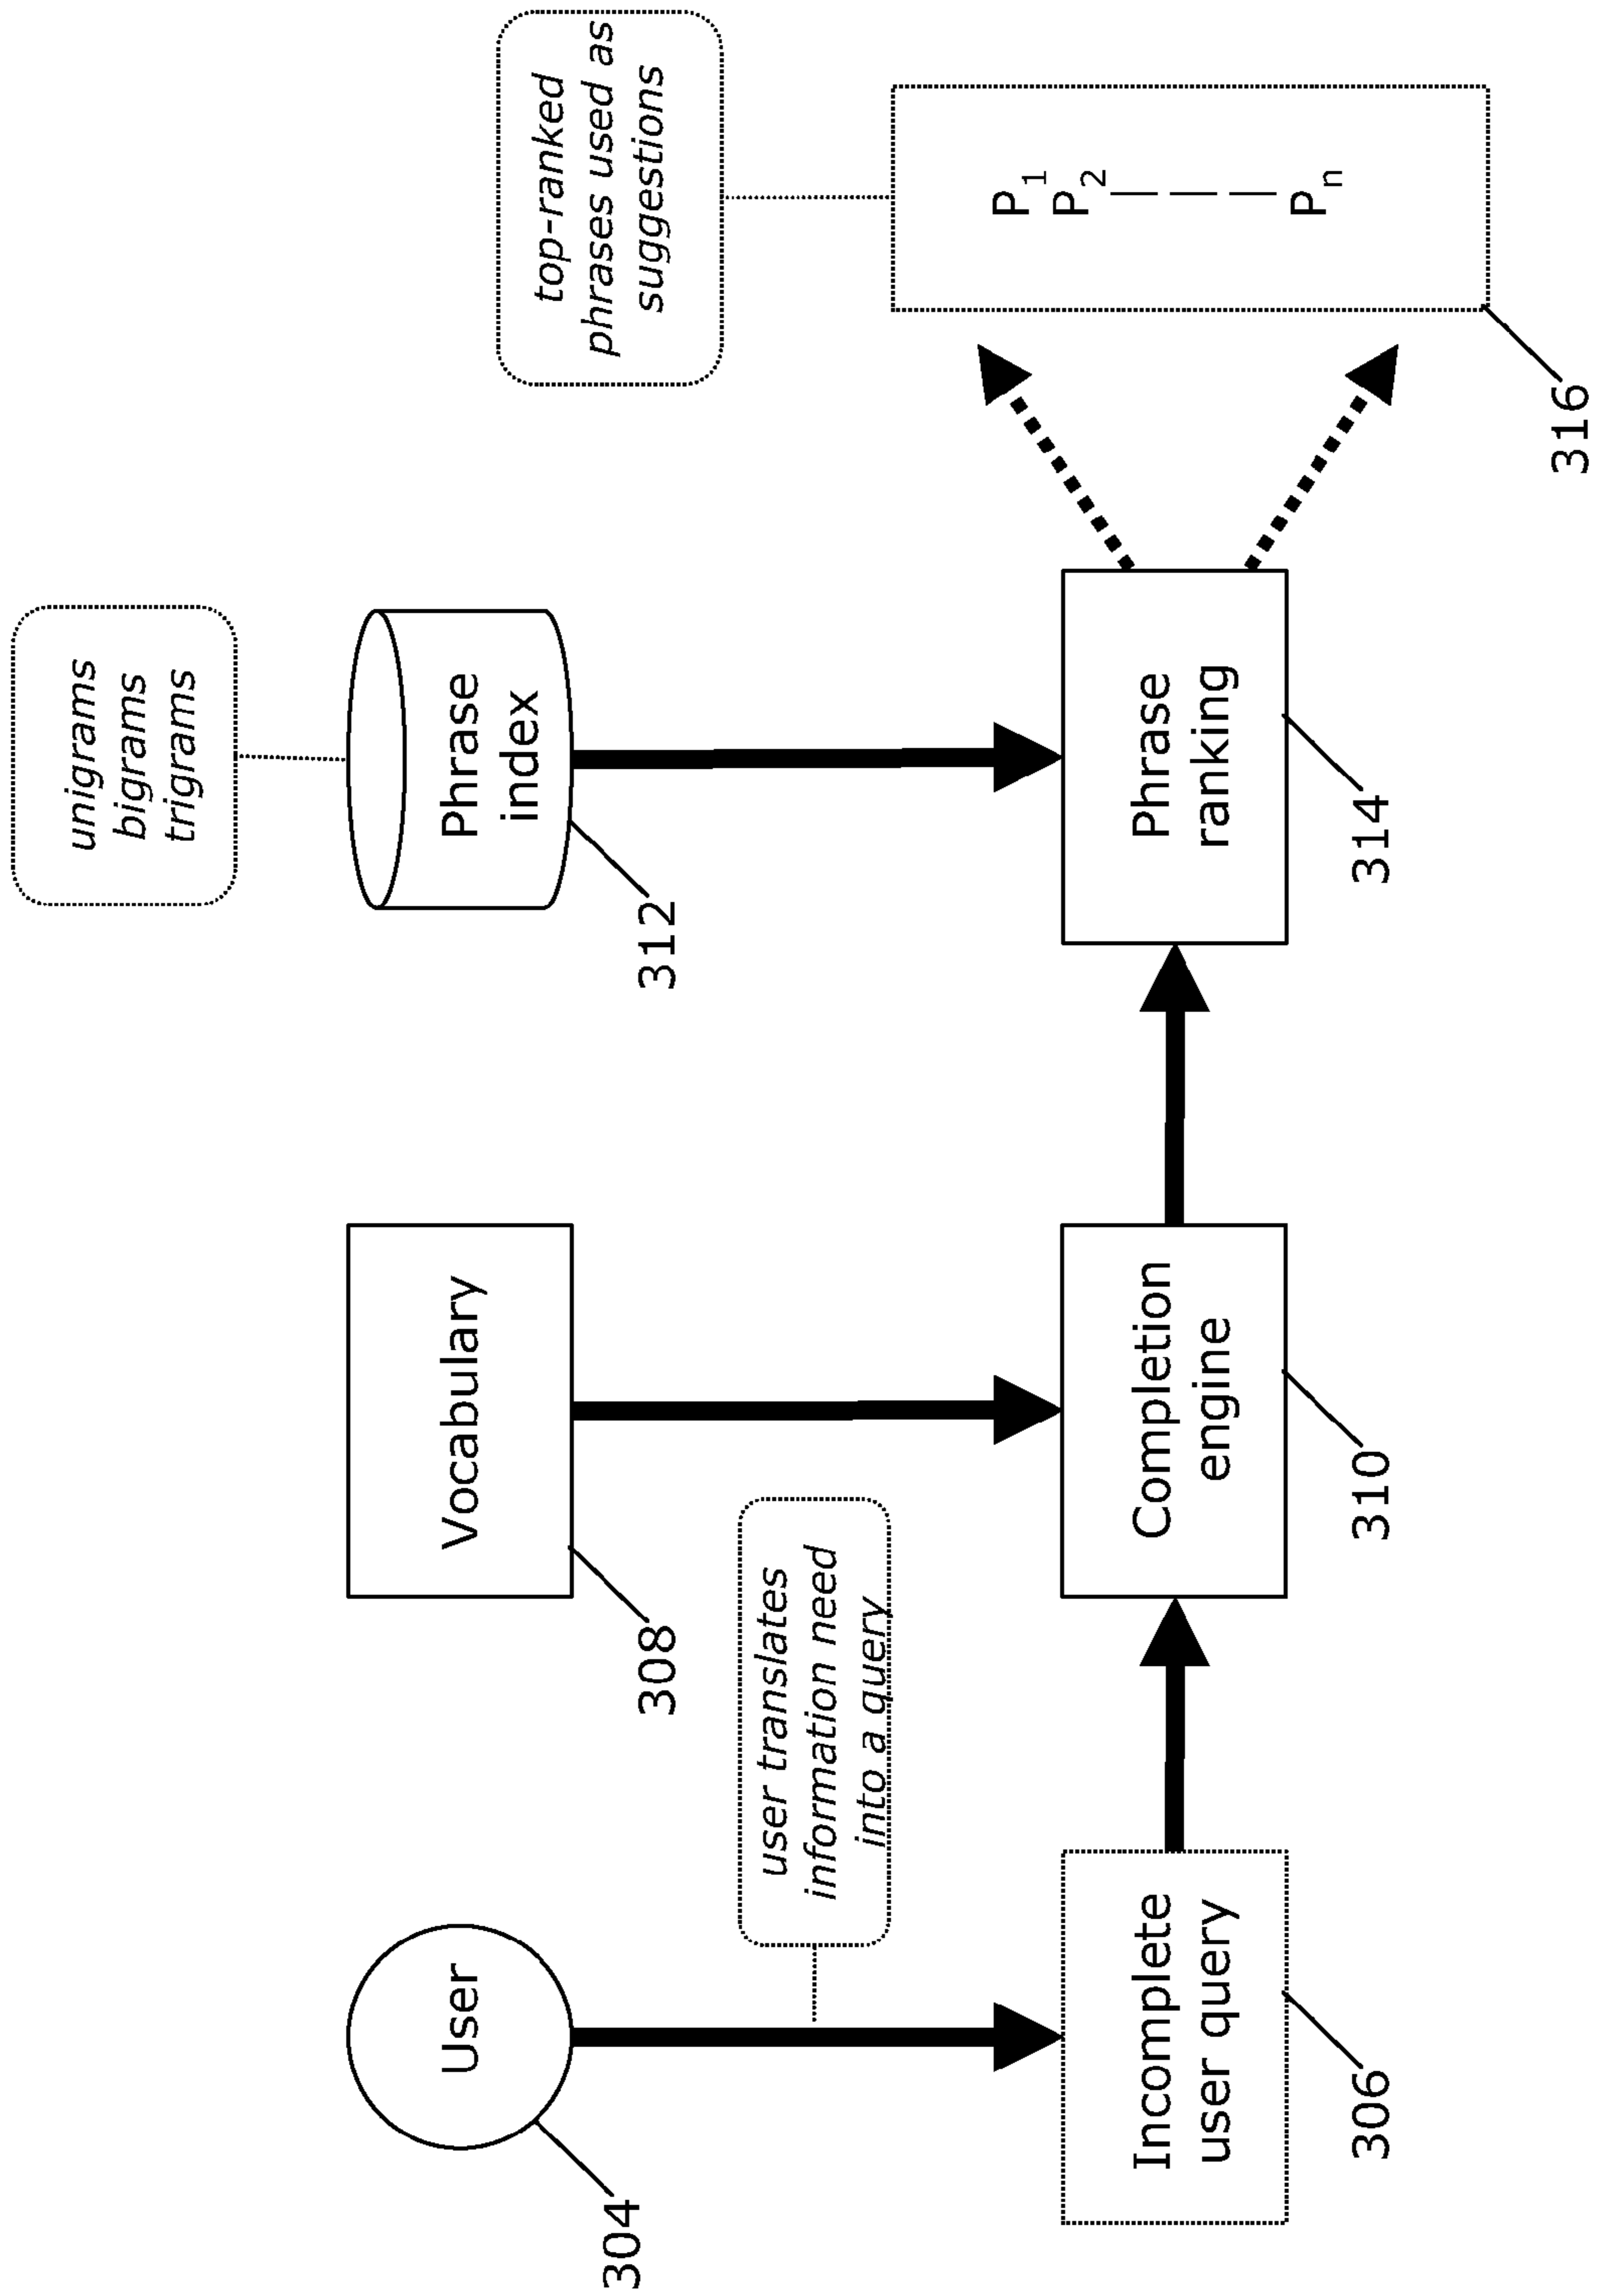 User
304
user translates
information need
into a query
Incomplete
user query
306
Vocabulary
308
Completion
engine
310
unigrams
bigrams
trigrams
Phrase
index
312
Phrase
ranking
314
top-ranked
phrases used as
suggestions
P1
P2
Pn
316